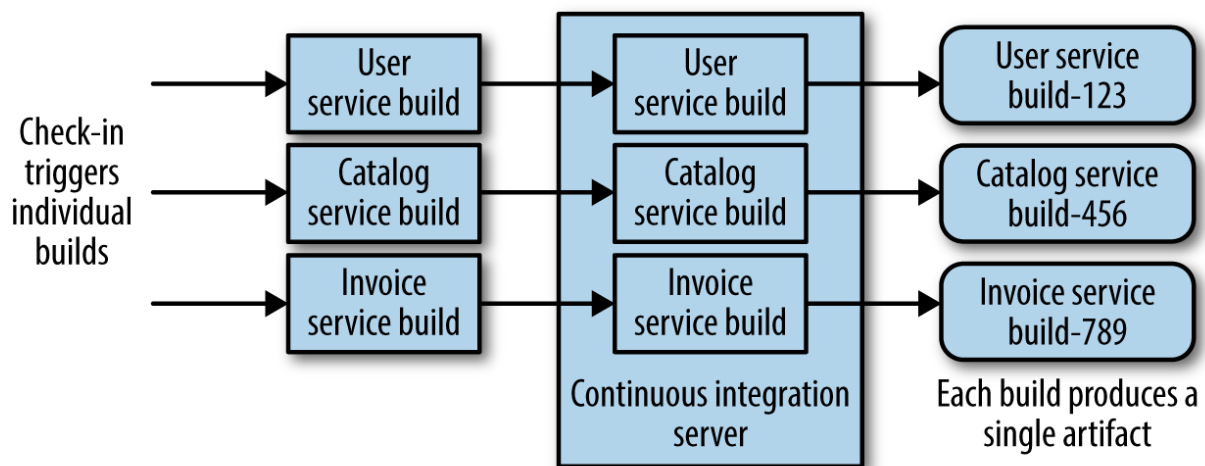 Check-in
triggers
individual
builds
User
service build
Catalog
service build
Invoice
service build
User
service build
Catalog
service build
Invoice
service build
Continuous integration
server
User service
build-123
Catalog service
build-456
Invoice service
build-789
Each build produces a
single artifact